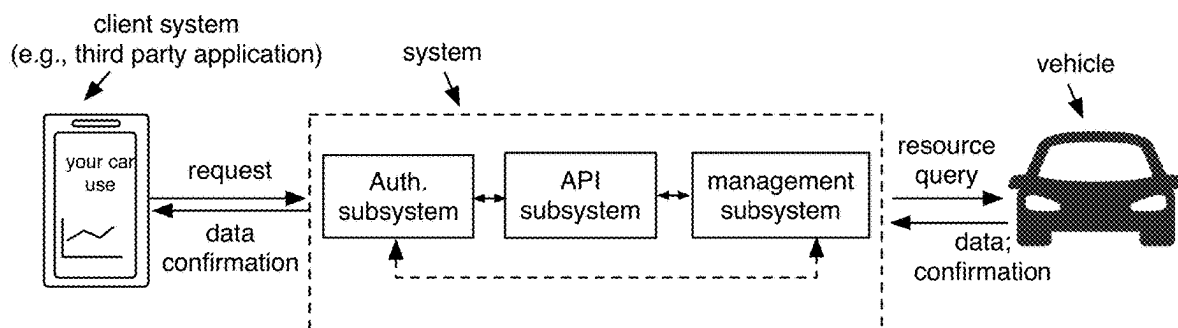 client system
(e.g., third party application)
system
vehicle
your car
use
request
data
confirmation
Auth.
subsystem
API
subsystem
management
subsystem
resource
query
data;
confirmation